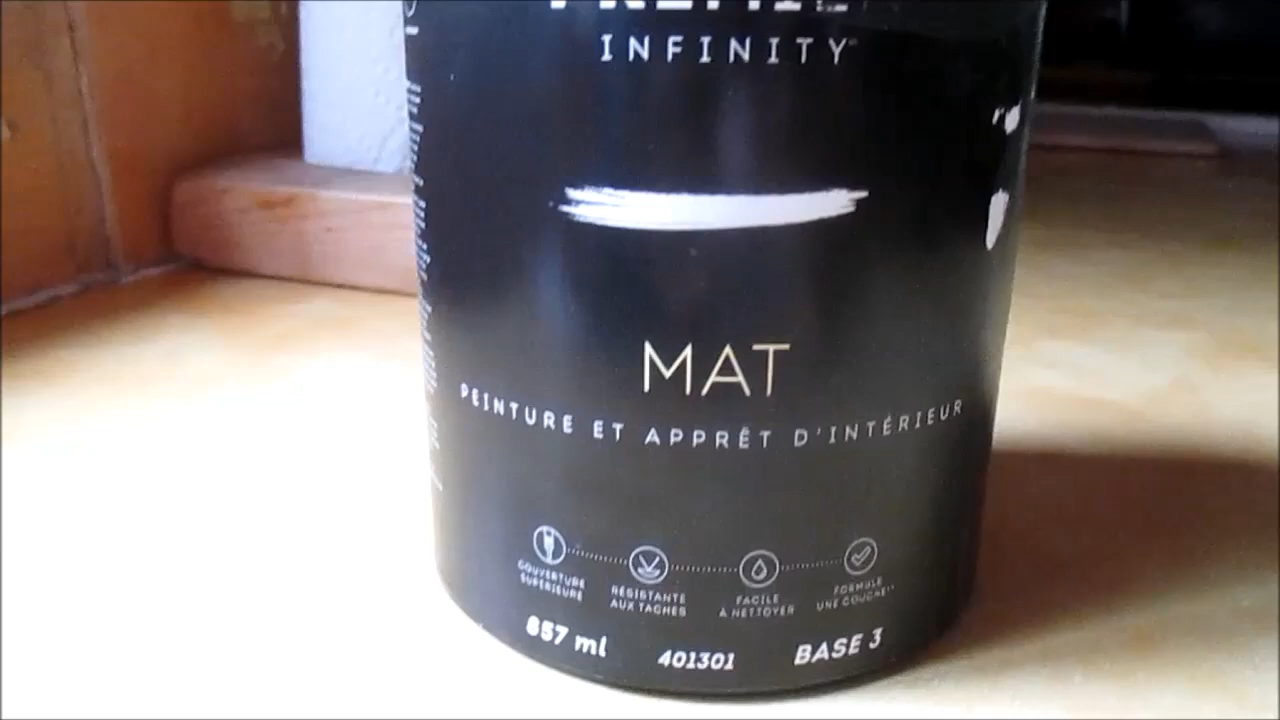 INFINITY
MAT
PEINTURE ET APPRÊT D'INTÉRIEUR
COUVERTURE
SUPÉRIEURE
RÉSISTANTE
AUX TACHES
FACILE
À NETTOYER
FORMULE
UNE COUCHE**
857 ml
401301
BASE 3